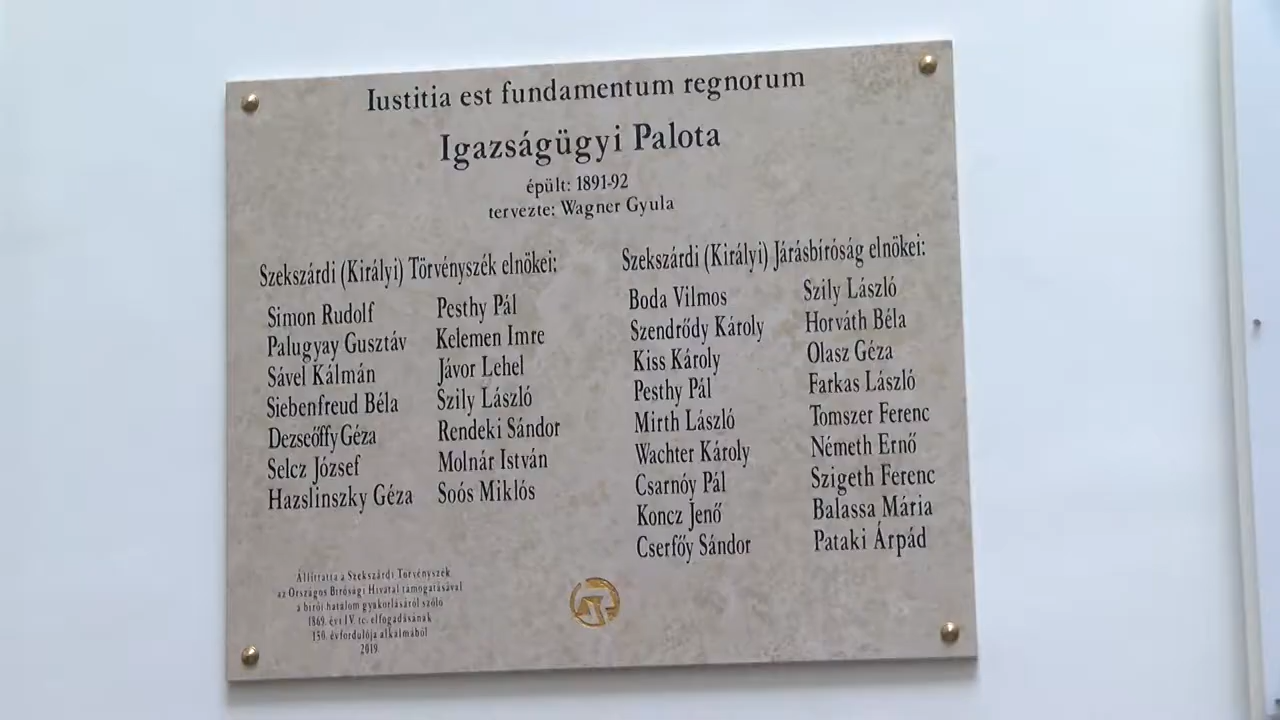 Iustitia est fundamentum regnorum
Igazságügyi Palota
épült: 1891-92
tervezte: Wagner Gyula
Szekszárdi (Királyi) Törvényszék elnökei:
Simon Rudolf
Palugyay Gusztáv
Sável Kálmán
Siebenfreud Béla
Dezseőffy Géza
Selcz József
Hazslinszky Géza
Pesthy Pál
Kelemen Imre
Jávor Lehel
Szily László
Rendeki Sándor
Molnár István
Soós Miklós
Szekszárdi (Királyi) Járásbíróság elnökei:
Boda Vilmos
Szendrődy Károly
Kiss Károly
Pesthy Pál
Mirth László
Wachter Károly
Csarnóy Pál
Koncz Jenő
Cserfőy Sándor
Szily László
Horváth Béla
Olasz Géza
Farkas László
Tomszer Ferenc
Németh Ernő
Szigeth Ferenc
Balassa Mária
Pataki Árpád
Állíttatta a Szekszárdi Törvényszék
az Országos Bírósági Hivatal támogatásával
a bírói hatalom gyakorlásáról szóló
1869. évi IV. tc. elfogadásának
150. évfordulója alkalmából
2019.